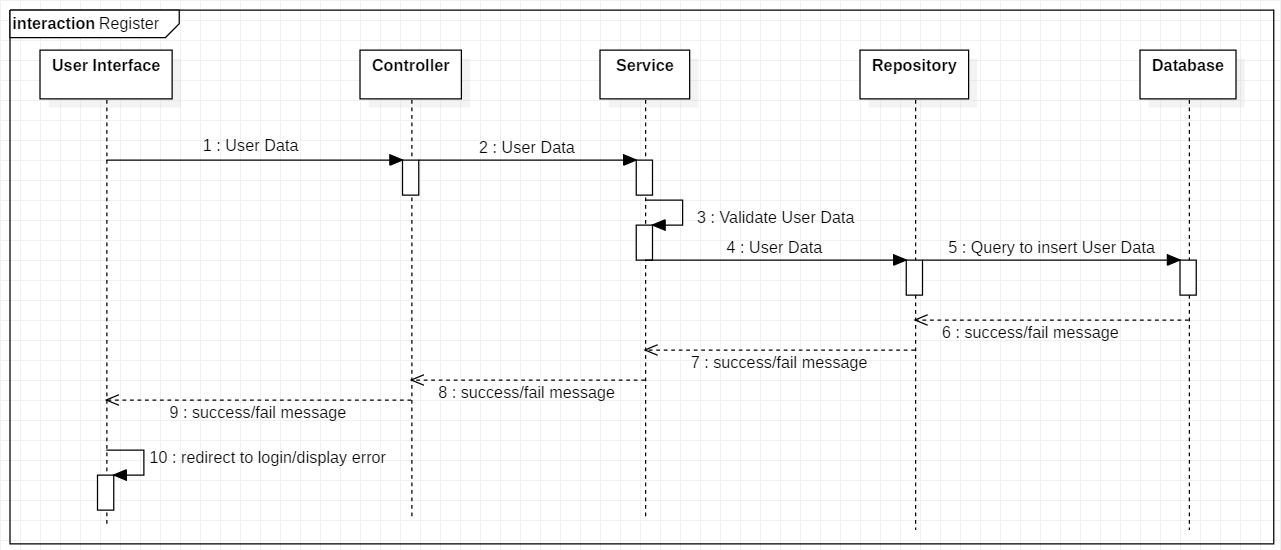 interaction Register
User Interface
Controller
Service
Repository
Database
1 : User Data
2 : User Data
3 : Validate User Data
4 : User Data
5 : Query to insert User Data
6 : success/fail message
7 : success/fail message
8 : success/fail message
9 : success/fail message
10 : redirect to login/display error